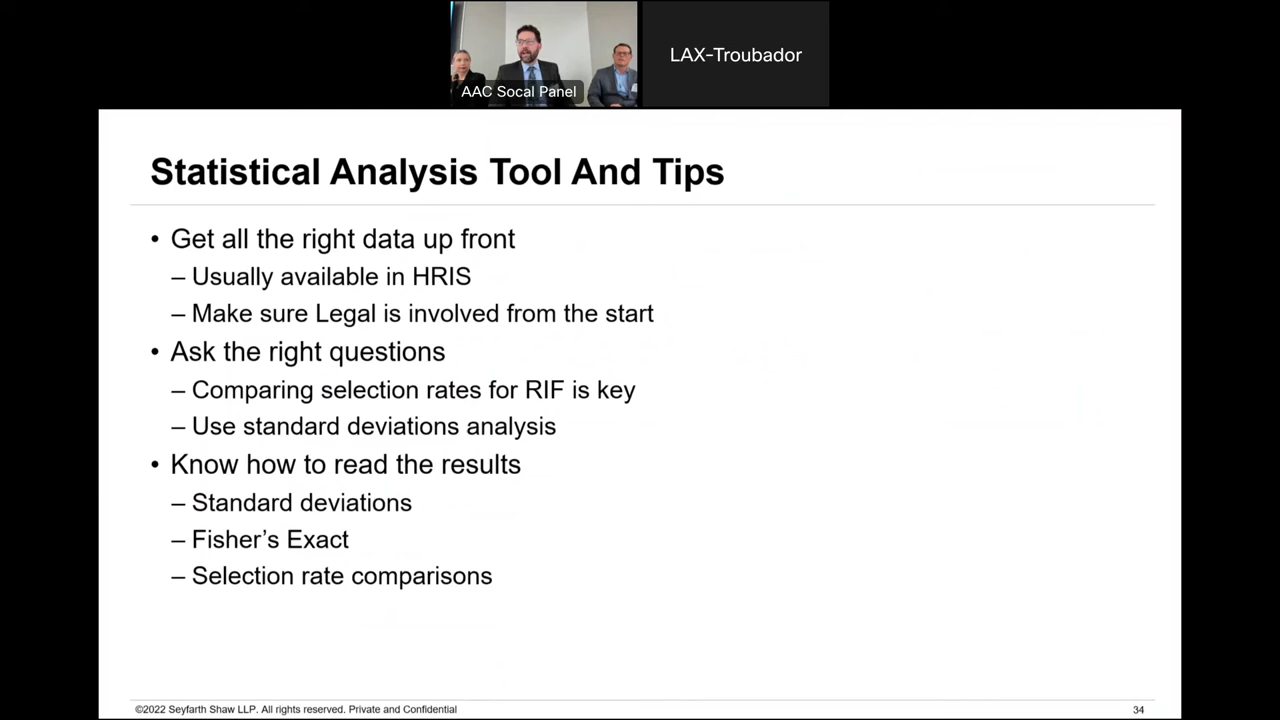 AAC Socal Panel
LAX-Troubador
Statistical Analysis Tool And Tips
• Get all the right data up front
– Usually available in HRIS
– Make sure Legal is involved from the start
• Ask the right questions
– Comparing selection rates for RIF is key
– Use standard deviations analysis
• Know how to read the results
– Standard deviations
– Fisher’s Exact
– Selection rate comparisons
©2022 Seyfarth Shaw LLP. All rights reserved. Private and Confidential
34